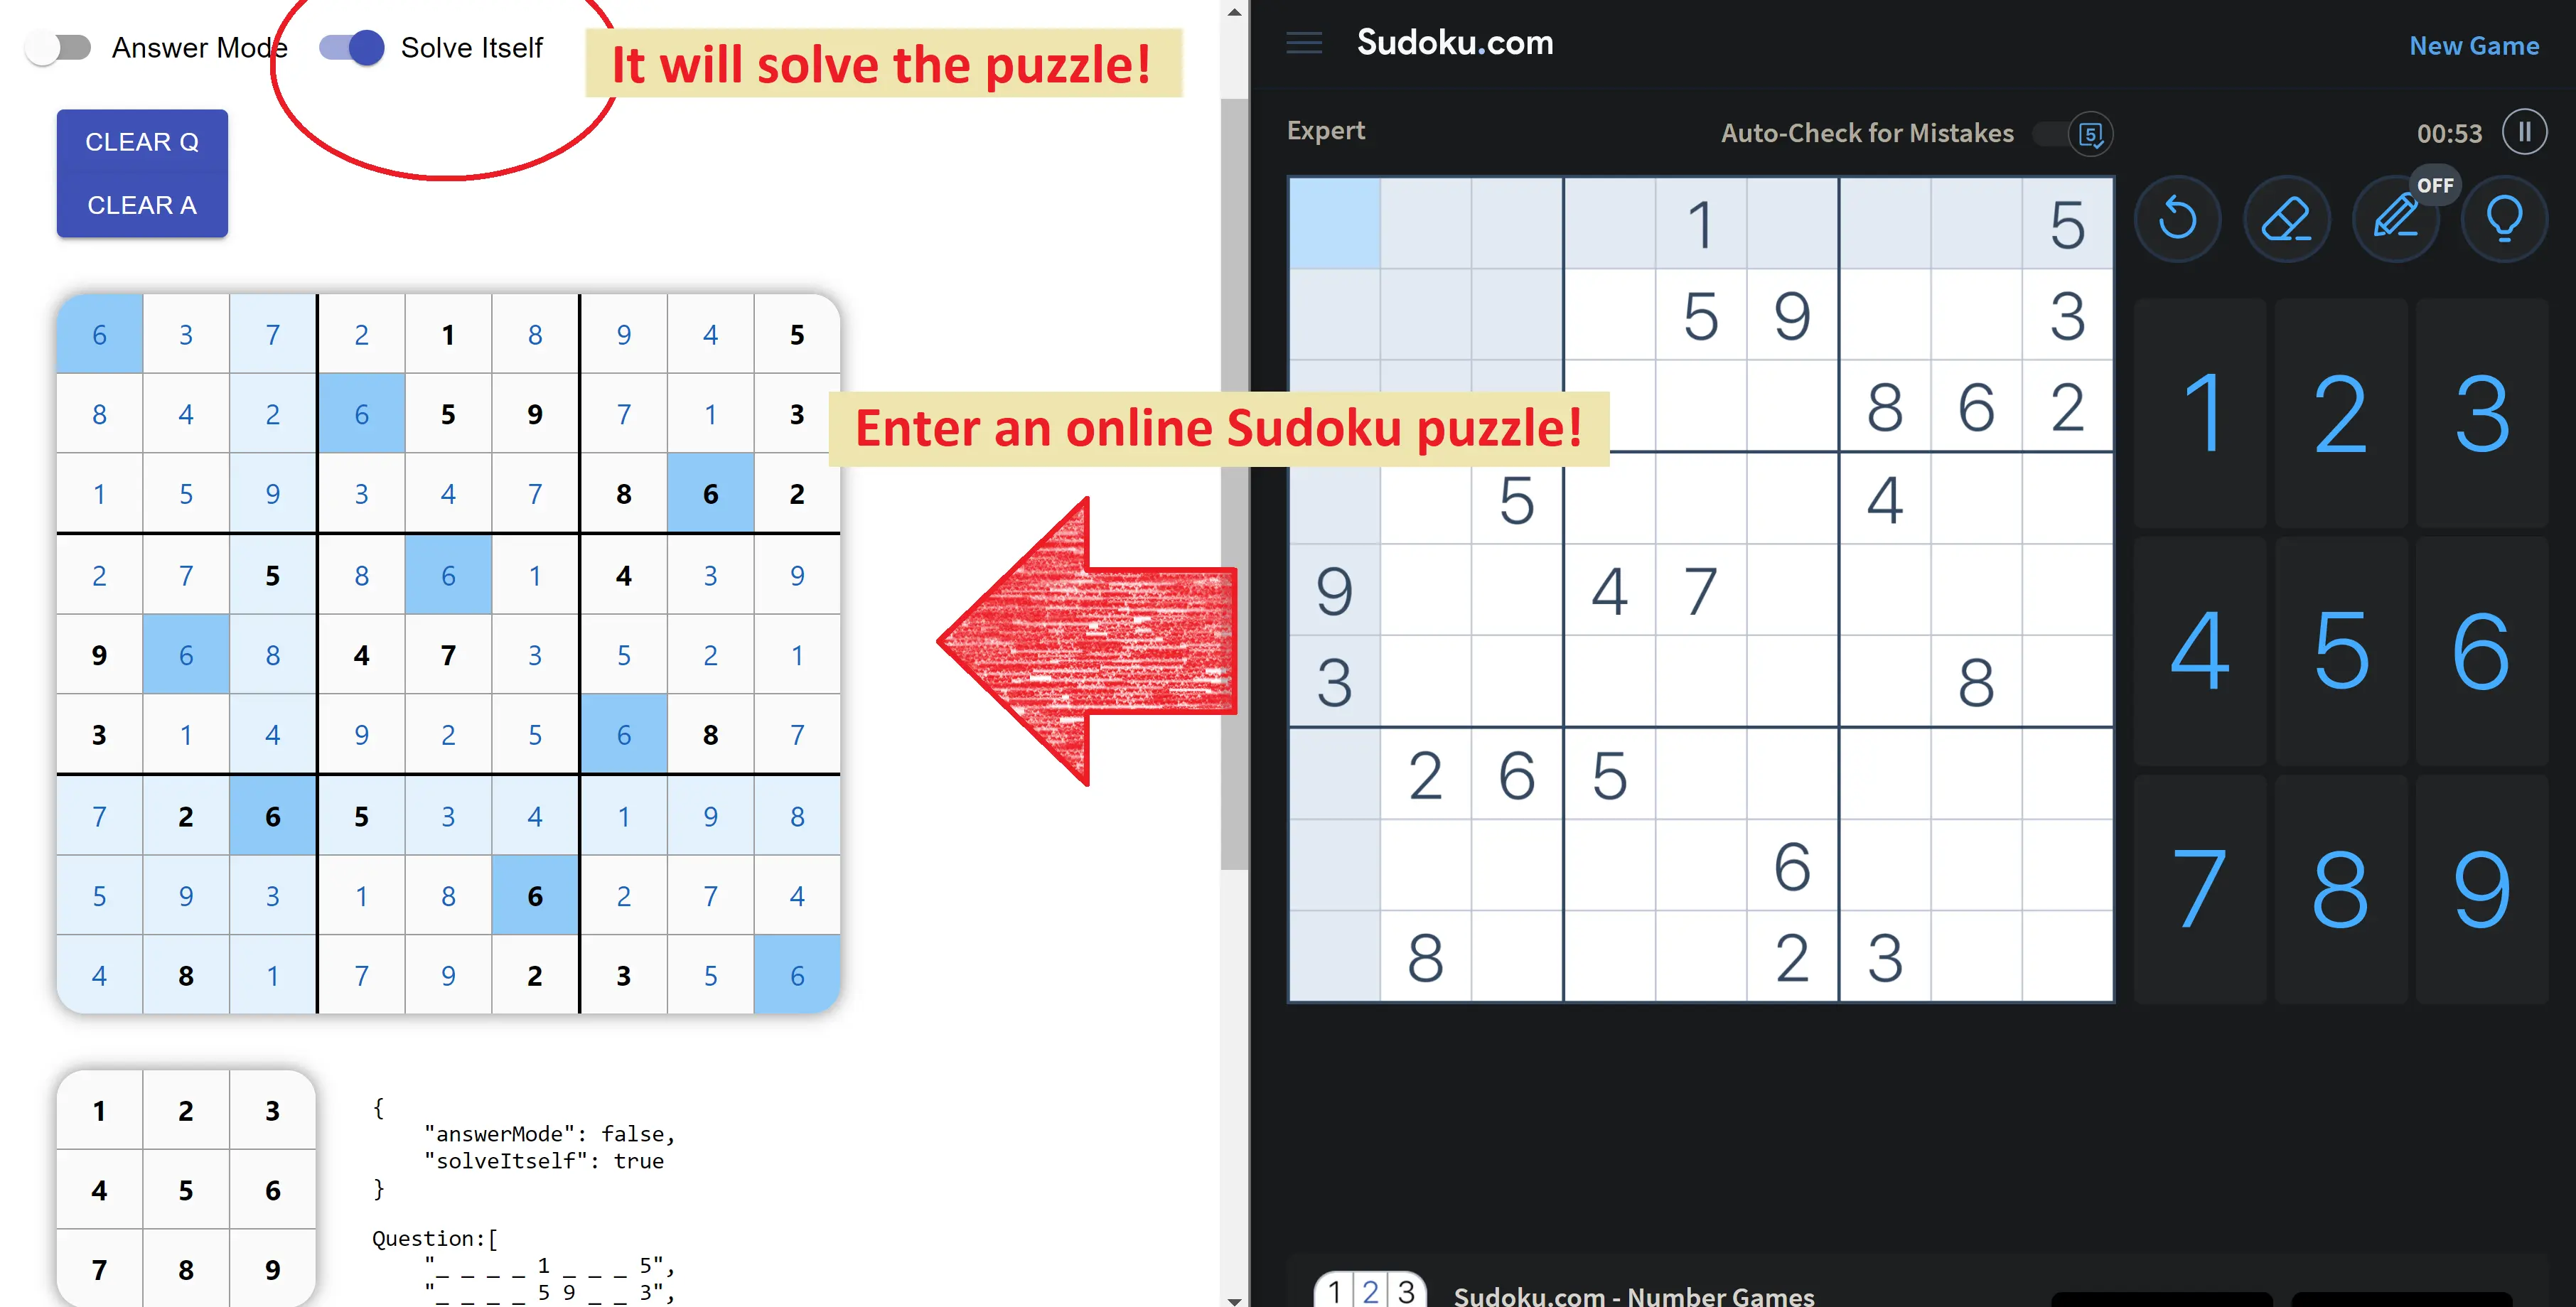 Answer Mode
Solve Itself
It will solve the puzzle!
CLEAR Q
CLEAR A
6 3 7 2 1 8 9 4 5
8 4 2 6 5 9 7 1 3
1 5 9 3 4 7 8 6 2
2 7 5 8 6 1 4 3 9
9 6 8 4 7 3 5 2 1
3 1 4 9 2 5 6 8 7
7 2 6 5 3 4 1 9 8
5 9 3 1 8 6 2 7 4
4 8 1 7 9 2 3 5 6
Enter an online Sudoku puzzle!
1 2 3
4 5 6
7 8 9
{
"answerMode": false,
"solveItself": true
}
Question:[
"_ _ _ _ 1 _ _ _ 5",
"_ _ _ _ 5 9 _ _ 3",
Sudoku.com
New Game
Expert
Auto-Check for Mistakes
5
00:53
OFF
1 5
5 9 3
8 6 2
5 4
9 4 7
3 8
2 6 5
6
8 2 3
1 2 3
4 5 6
7 8 9
1 2 3
Sudoku.com - Number Games